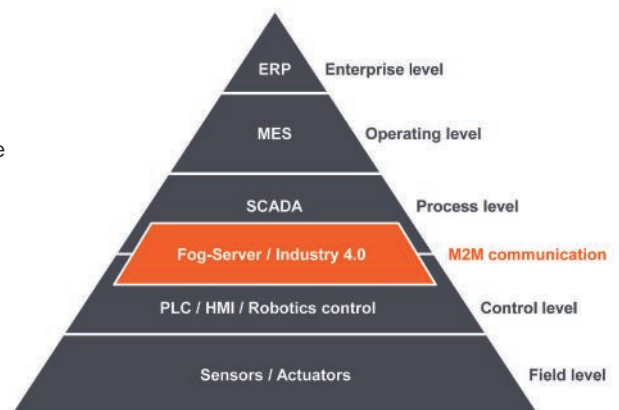 ERP Enterprise level
MES Operating level
e
SCADA Process level
Fog-Server / Industry 4.0 M2M communication
PLC / HMI / Robotics control Control level
Sensors / Actuators Field level